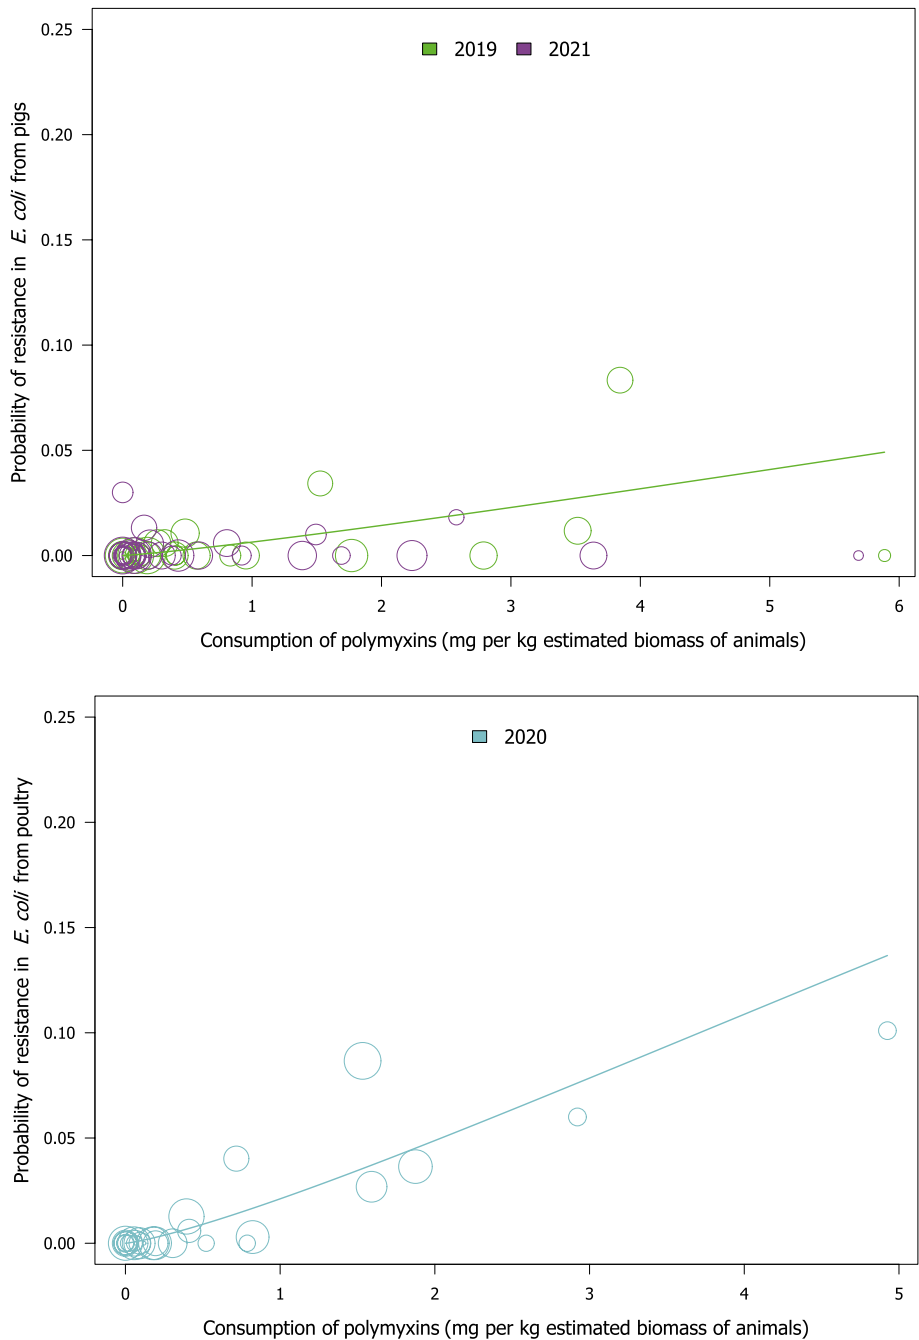 0.25
2019 2021
0.20
0.15
0.10
0.05
0.00
Probability of resistance in E. coli from pigs
0 1 2 3 4 5 6
Consumption of polymyxins (mg per kg estimated biomass of animals)
0.25
2020
0.20
0.15
0.10
0.05
0.00
Probability of resistance in E. coli from poultry
0 1 2 3 4 5
Consumption of polymyxins (mg per kg estimated biomass of animals)